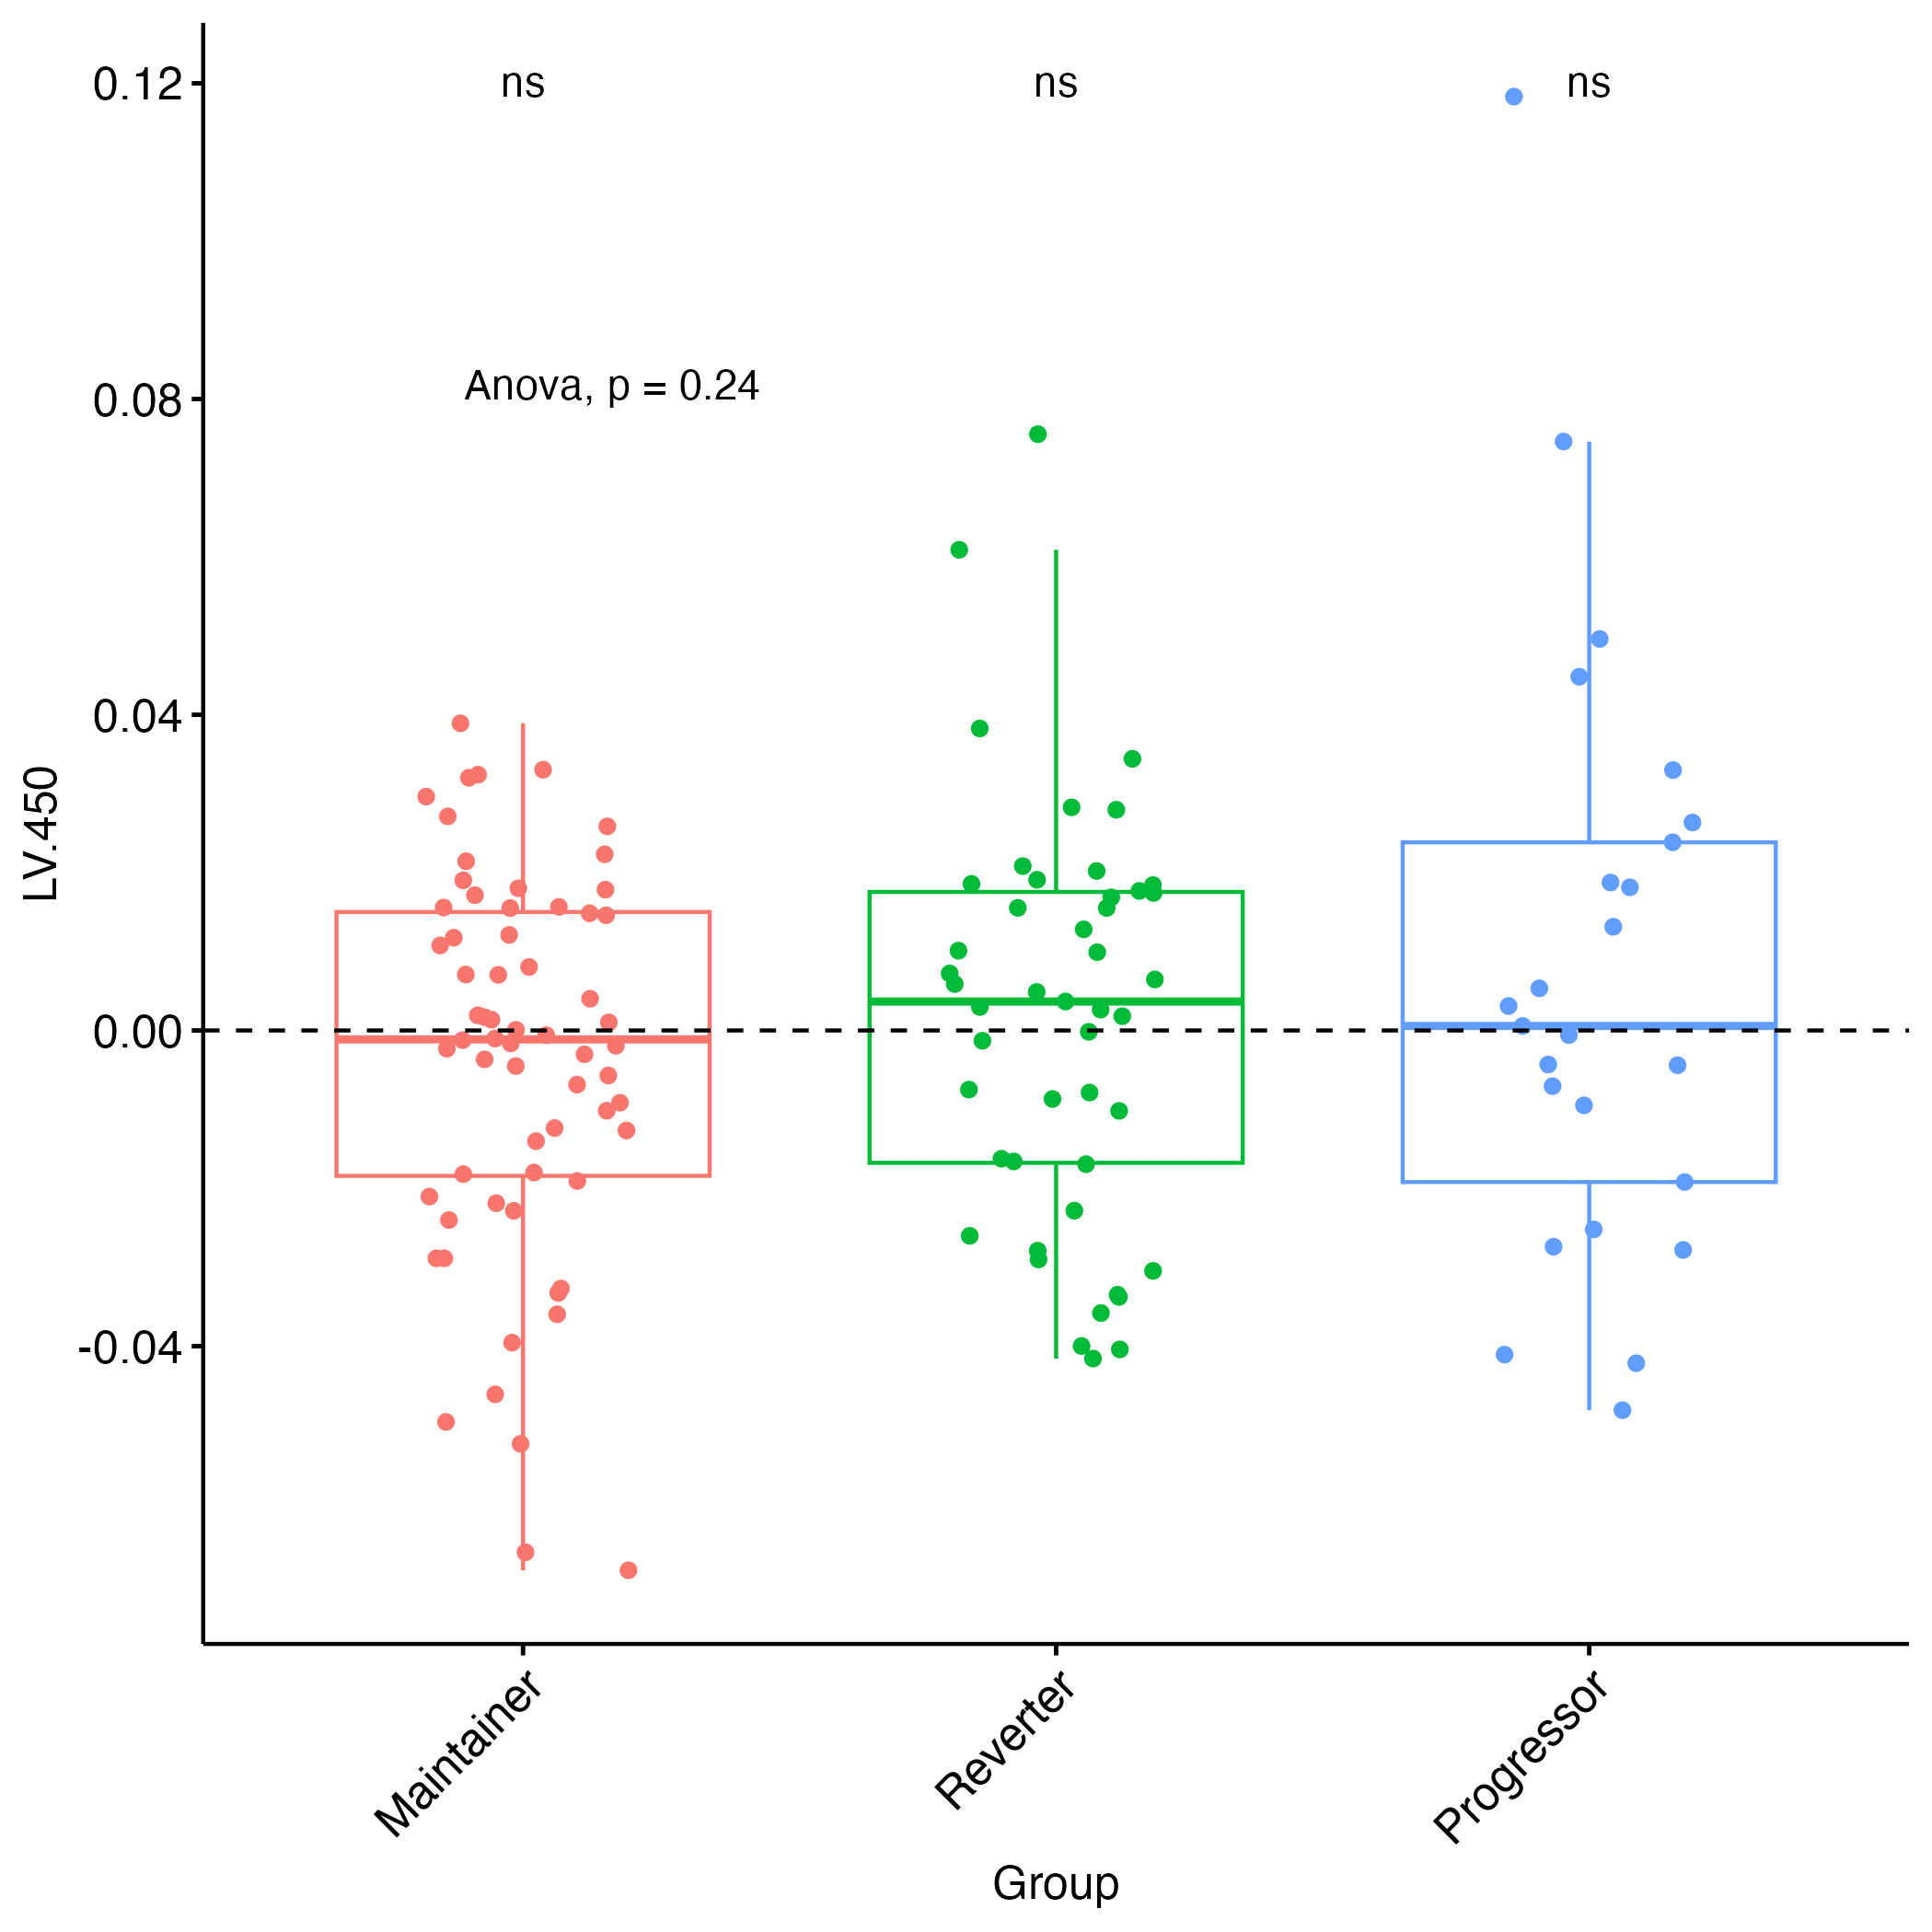 ns ns ns
Anova, p = 0.24
0.12
0.08
0.04
0.00
-0.04
LV.450
Maintainer
Reverter
Progressor
Group